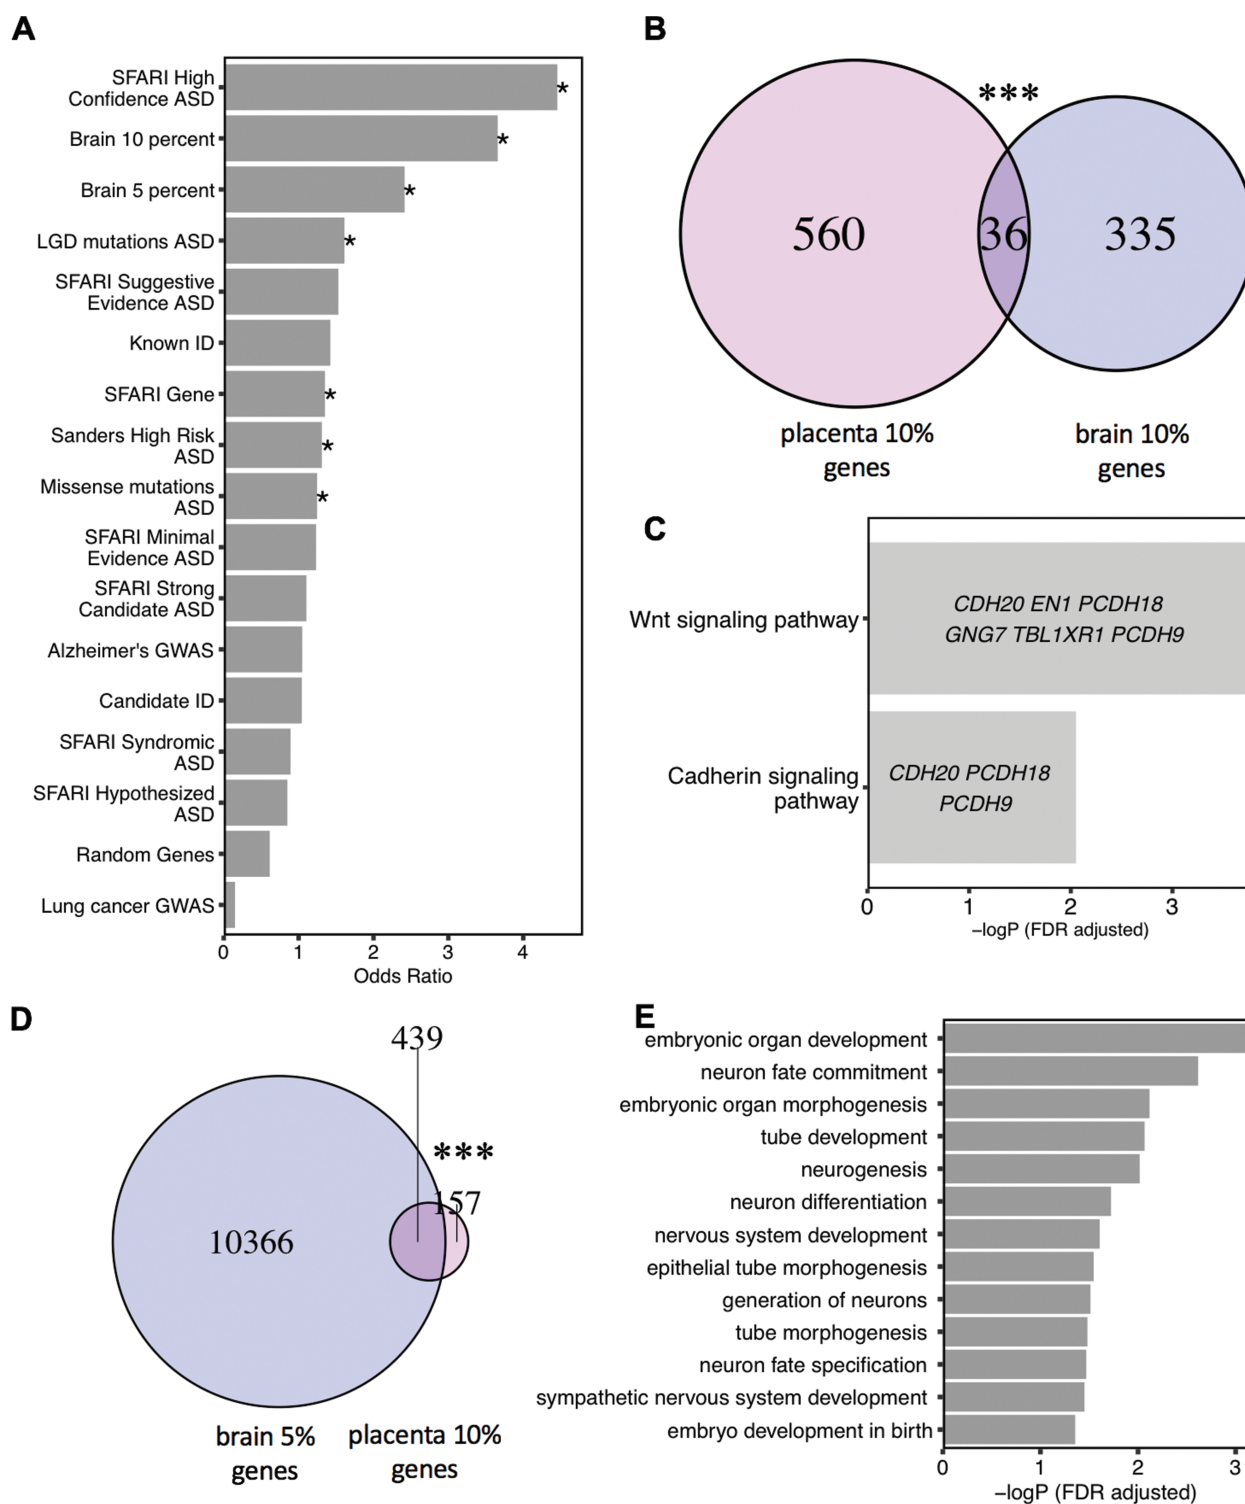 A
SFARI High
Confidence ASD
*
Brain 10 percent
*
Brain 5 percent
*
LGD mutations ASD
*
SFARI Suggestive
Evidence ASD
Known ID
SFARI Gene
*
Sanders High Risk
ASD
*
Missense mutations
ASD
*
SFARI Minimal
Evidence ASD
SFARI Strong
Candidate ASD
Alzheimer's GWAS
Candidate ID
SFARI Syndromic
ASD
SFARI Hypothesized
ASD
Random Genes
Lung cancer GWAS
0 1 2 3 4
Odds Ratio
B
***
560 36 335
placenta 10%
genes
brain 10%
genes
C
Wnt signaling pathway
CDH20 EN1 PCDH18
GNG7 TBL1XR1 PCDH9
Cadherin signaling
pathway
CDH20 PCDH18
PCDH9
0 1 2 3
−logP (FDR adjusted)
D
439
***
157
10366
brain 5%
genes
placenta 10%
genes
E
embryonic organ development
neuron fate commitment
embryonic organ morphogenesis
tube development
neurogenesis
neuron differentiation
nervous system development
epithelial tube morphogenesis
generation of neurons
tube morphogenesis
neuron fate specification
sympathetic nervous system development
embryo development in birth
0 1 2 3
−logP (FDR adjusted)